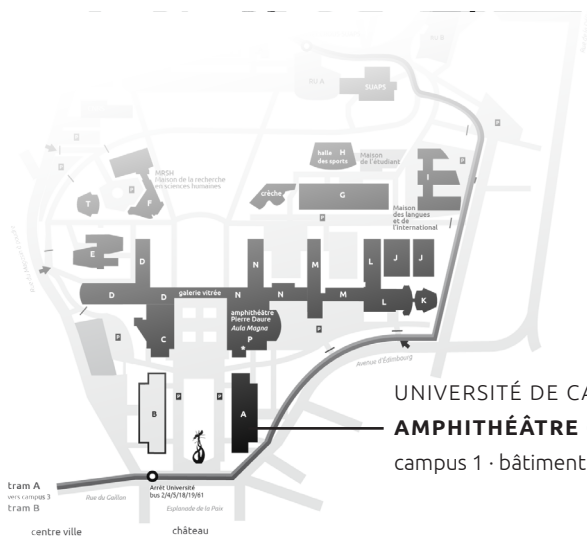 SUAPS
halle H
des sports
Maison
de l'étudiant
MRSH
Maison de la recherche
en sciences humaines
crèche
G
I
T
F
Maison
des langues
et de
l'international
E
D
N
M
L
J
J
D
D
galerie vitrée
N
N
M
L
K
amphithéâtre
Pierre Daure
Aula Magna
P
C
Avenue d'Edimbourg
B
A
UNIVERSITÉ DE CA
AMPHITHÉÂTRE
campus 1 · bâtiment
tram A
vers campus 3
tram B
Rue du Gaillon
Arrêt Université
bus 2/4/5/18/19/61
Esplanade de la Paix
centre ville
château